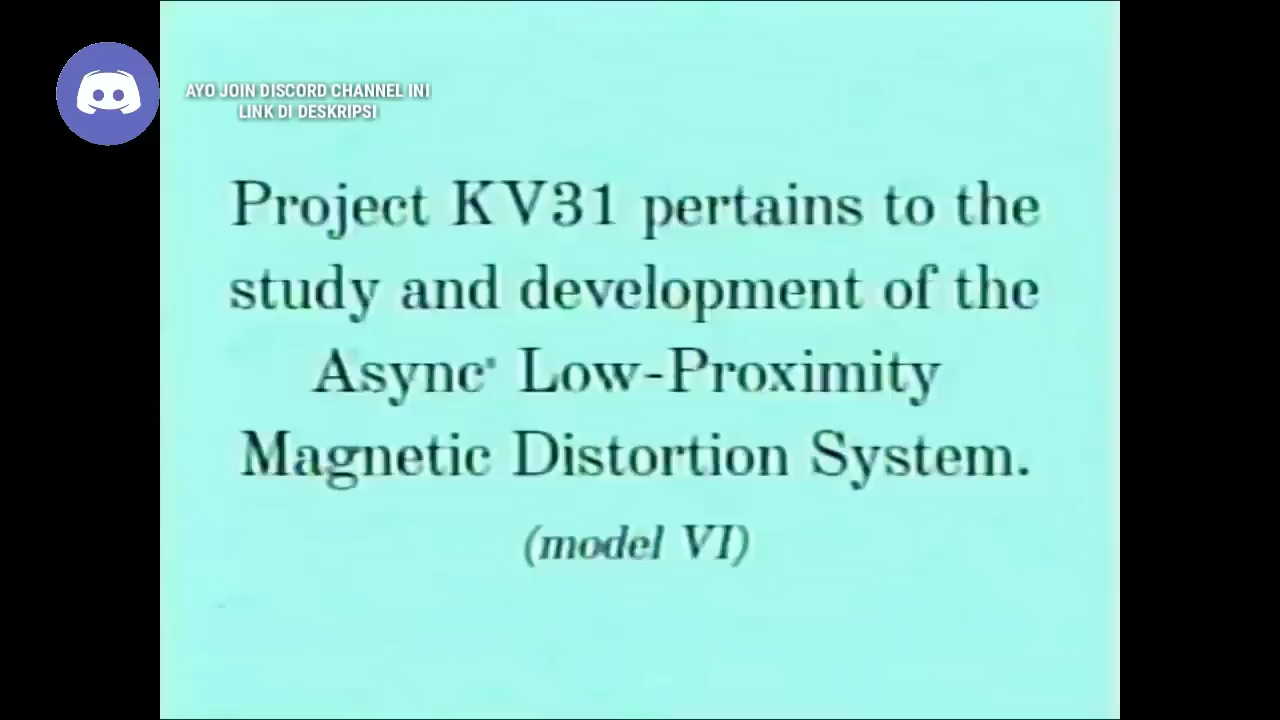 AYO JOIN DISCORD CHANNEL INI
LINK DI DESKRIPSI
Project KV31 pertains to the
study and development of the
Async Low-Proximity
Magnetic Distortion System.
(model VI)